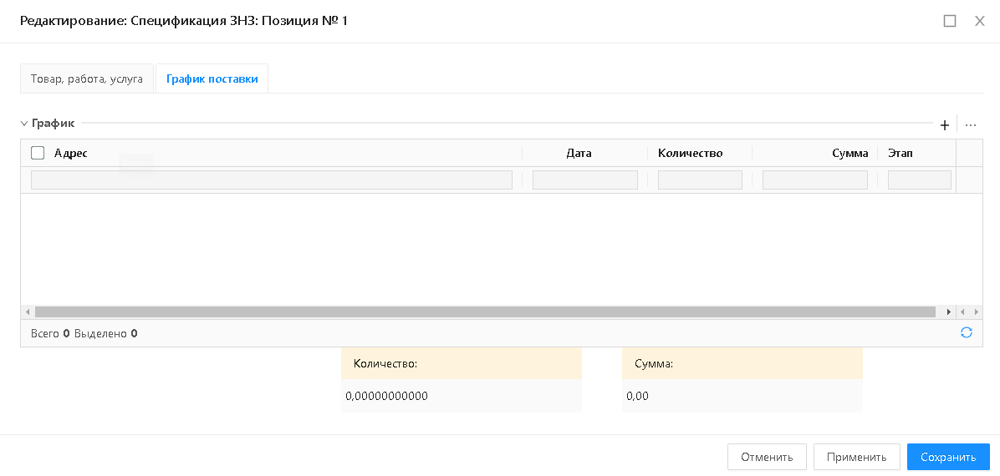 Редактирование: Спецификация ЗНЗ: Позиция № 1
Товар, работа, услуга График поставки
График
Адрес Дата Количество Сумма Этап
Всего 0 Выделено 0
Количество: Сумма:
0,00000000000 0,00
Отменить Применить Сохранить